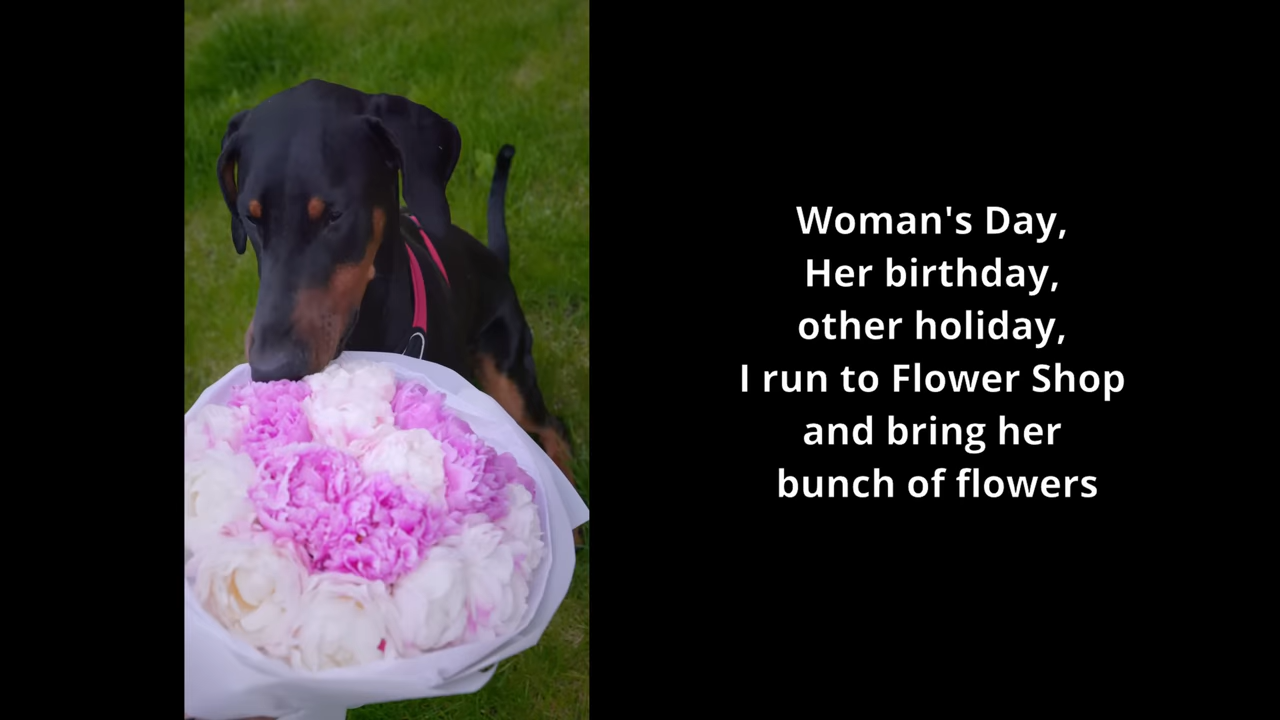 Woman's Day,
Her birthday,
other holiday,
I run to Flower Shop
and bring her
bunch of flowers